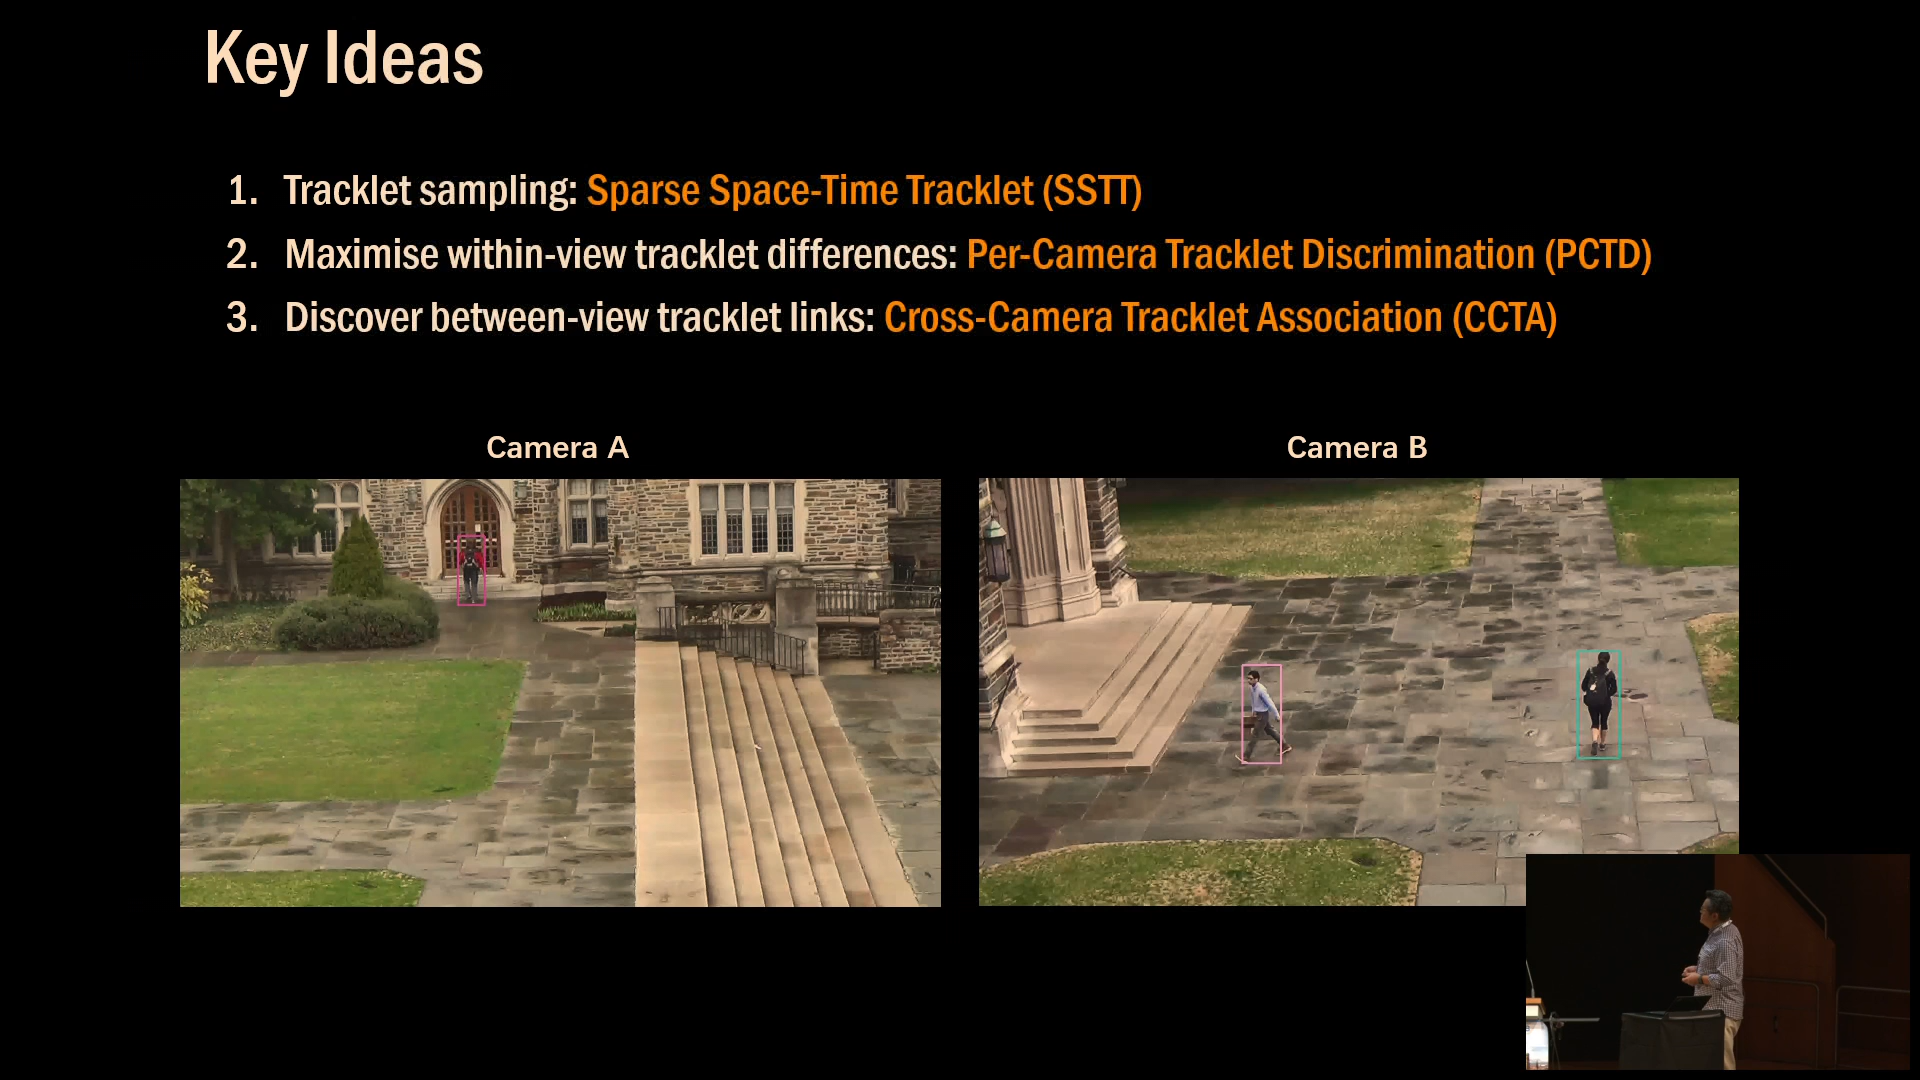 Key Ideas
1. Tracklet sampling: Sparse Space-Time Tracklet (SSTT)
2. Maximise within-view tracklet differences: Per-Camera Tracklet Discrimination (PCTD)
3. Discover between-view tracklet links: Cross-Camera Tracklet Association (CCTA)
Camera A
Camera B